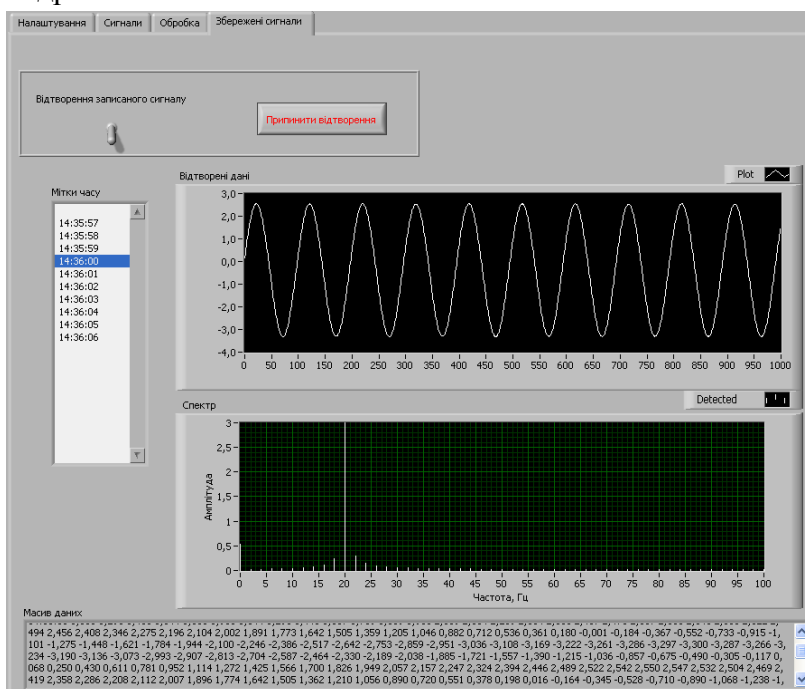 Налаштування Сигнали Обробка Збережені сигнали
Відтворення записаного сигналу
Припинити відтворення
Мітки часу
14:35:57
14:35:58
14:35:59
14:36:00
14:36:01
14:36:02
14:36:03
14:36:04
14:36:05
14:36:06
Відтворені дані
Plot
3,0
2,0
1,0
0,0
-1,0
-2,0
-3,0
-4,0
0 50 100 150 200 250 300 350 400 450 500 550 600 650 700 750 800 850 900 1000
Спектр
Detected
3
2,5
2
1,5
1
0,5
0
Амплітуда
0 5 10 15 20 25 30 35 40 45 50 55 60 65 70 75 80 85 90 95 100
Частота, Гц
Масив даних
494 2,456 2,408 2,346 2,275 2,196 2,104 2,002 1,891 1,773 1,642 1,505 1,359 1,205 1,046 0,882 0,712 0,536 0,361 0,180 -0,001 -0,184 -0,367 -0,552 -0,733 -0,915 -1,
101 -1,275 -1,448 -1,621 -1,784 -1,944 -2,100 -2,246 -2,386 -2,517 -2,642 -2,753 -2,859 -2,951 -3,036 -3,108 -3,169 -3,222 -3,261 -3,286 -3,297 -3,300 -3,287 -3,266 -3,
234 -3,190 -3,136 -3,073 -2,993 -2,907 -2,813 -2,704 -2,587 -2,464 -2,330 -2,189 -2,038 -1,885 -1,721 -1,557 -1,390 -1,215 -1,036 -0,857 -0,675 -0,490 -0,305 -0,117 0,
068 0,250 0,430 0,611 0,781 0,952 1,114 1,272 1,425 1,566 1,700 1,826 1,949 2,057 2,157 2,247 2,324 2,394 2,446 2,489 2,522 2,542 2,550 2,547 2,532 2,504 2,469 2,
419 2,358 2,286 2,208 2,112 2,007 1,896 1,774 1,642 1,505 1,362 1,210 1,056 0,890 0,720 0,551 0,378 0,198 0,016 -0,164 -0,345 -0,528 -0,710 -0,890 -1,068 -1,238 -1,